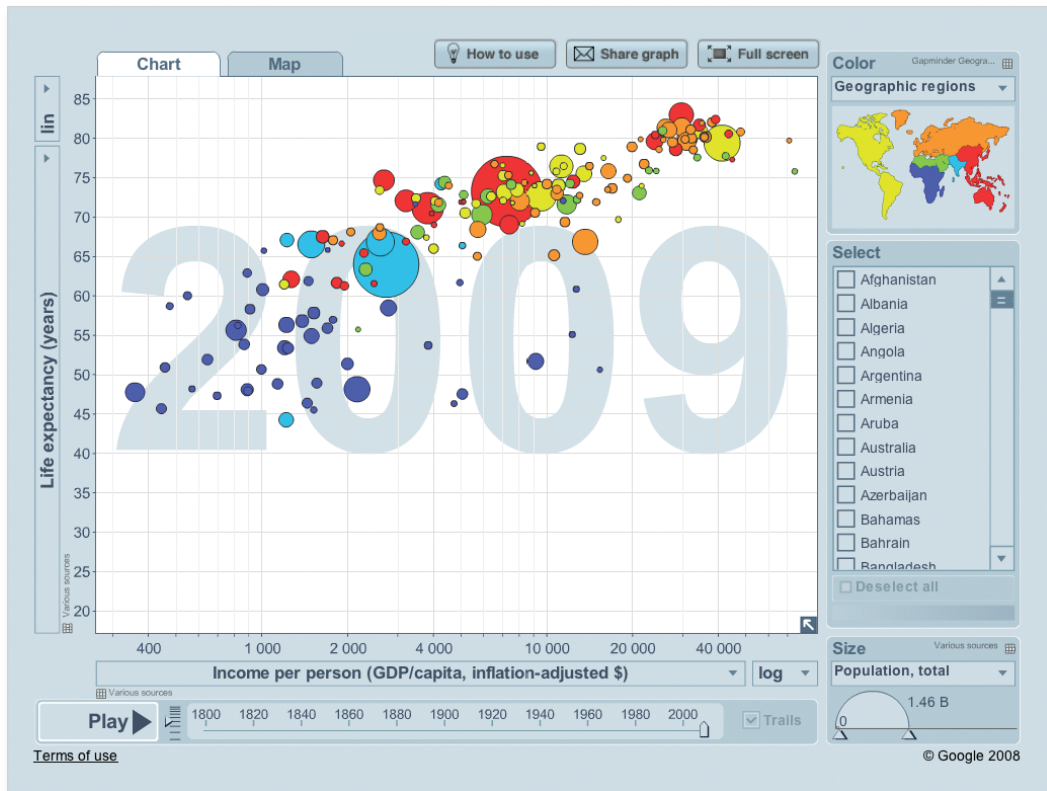 Chart
Map
How to use
Share graph
Full screen
lin
Life expectancy (years)
Various sources
85
80
75
70
65
60
55
50
45
40
35
30
25
20
2009
400
1 000
2 000
4 000
10 000
20 000
40 000
Income per person (GDP/capita, inflation-adjusted $)
log
Various sources
Play
1800 1820 1840 1860 1880 1900 1920 1940 1960 1980 2000
Trails
Terms of use
Color
Gapminder Geogra...
Geographic regions
Select
Afghanistan
Albania
Algeria
Angola
Argentina
Armenia
Aruba
Australia
Austria
Azerbaijan
Bahamas
Bahrain
Bangladesh
Deselect all
Size
Various sources
Population, total
1.46 B
0
© Google 2008